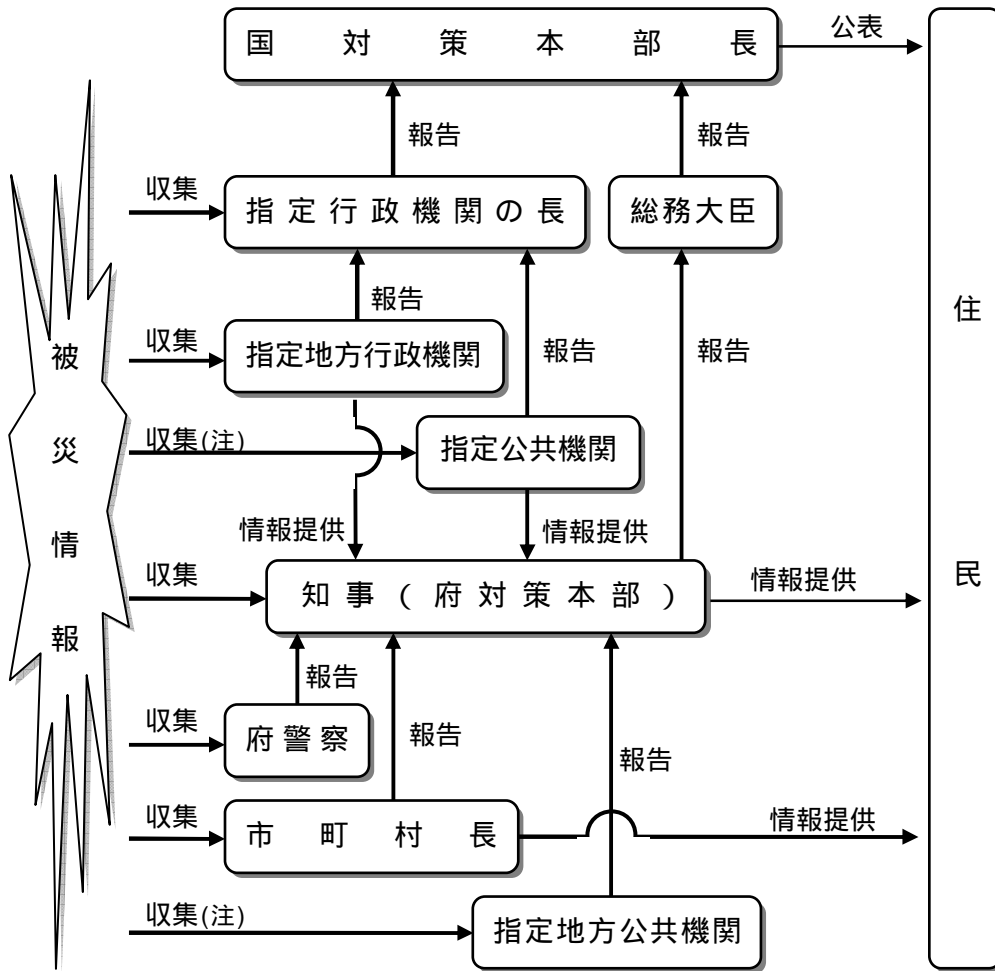 国対策本部長
公表
報告
報告
収集
指定行政機関の長
総務大臣
報告
収集
指定地方行政機関
報告
報告
収集(注)
指定公共機関
情報提供
情報提供
収集
知事(府対策本部)
情報提供
報告
収集
府警察
報告
報告
収集
市町村長
情報提供
収集(注)
指定地方公共機関
被災情報
住民